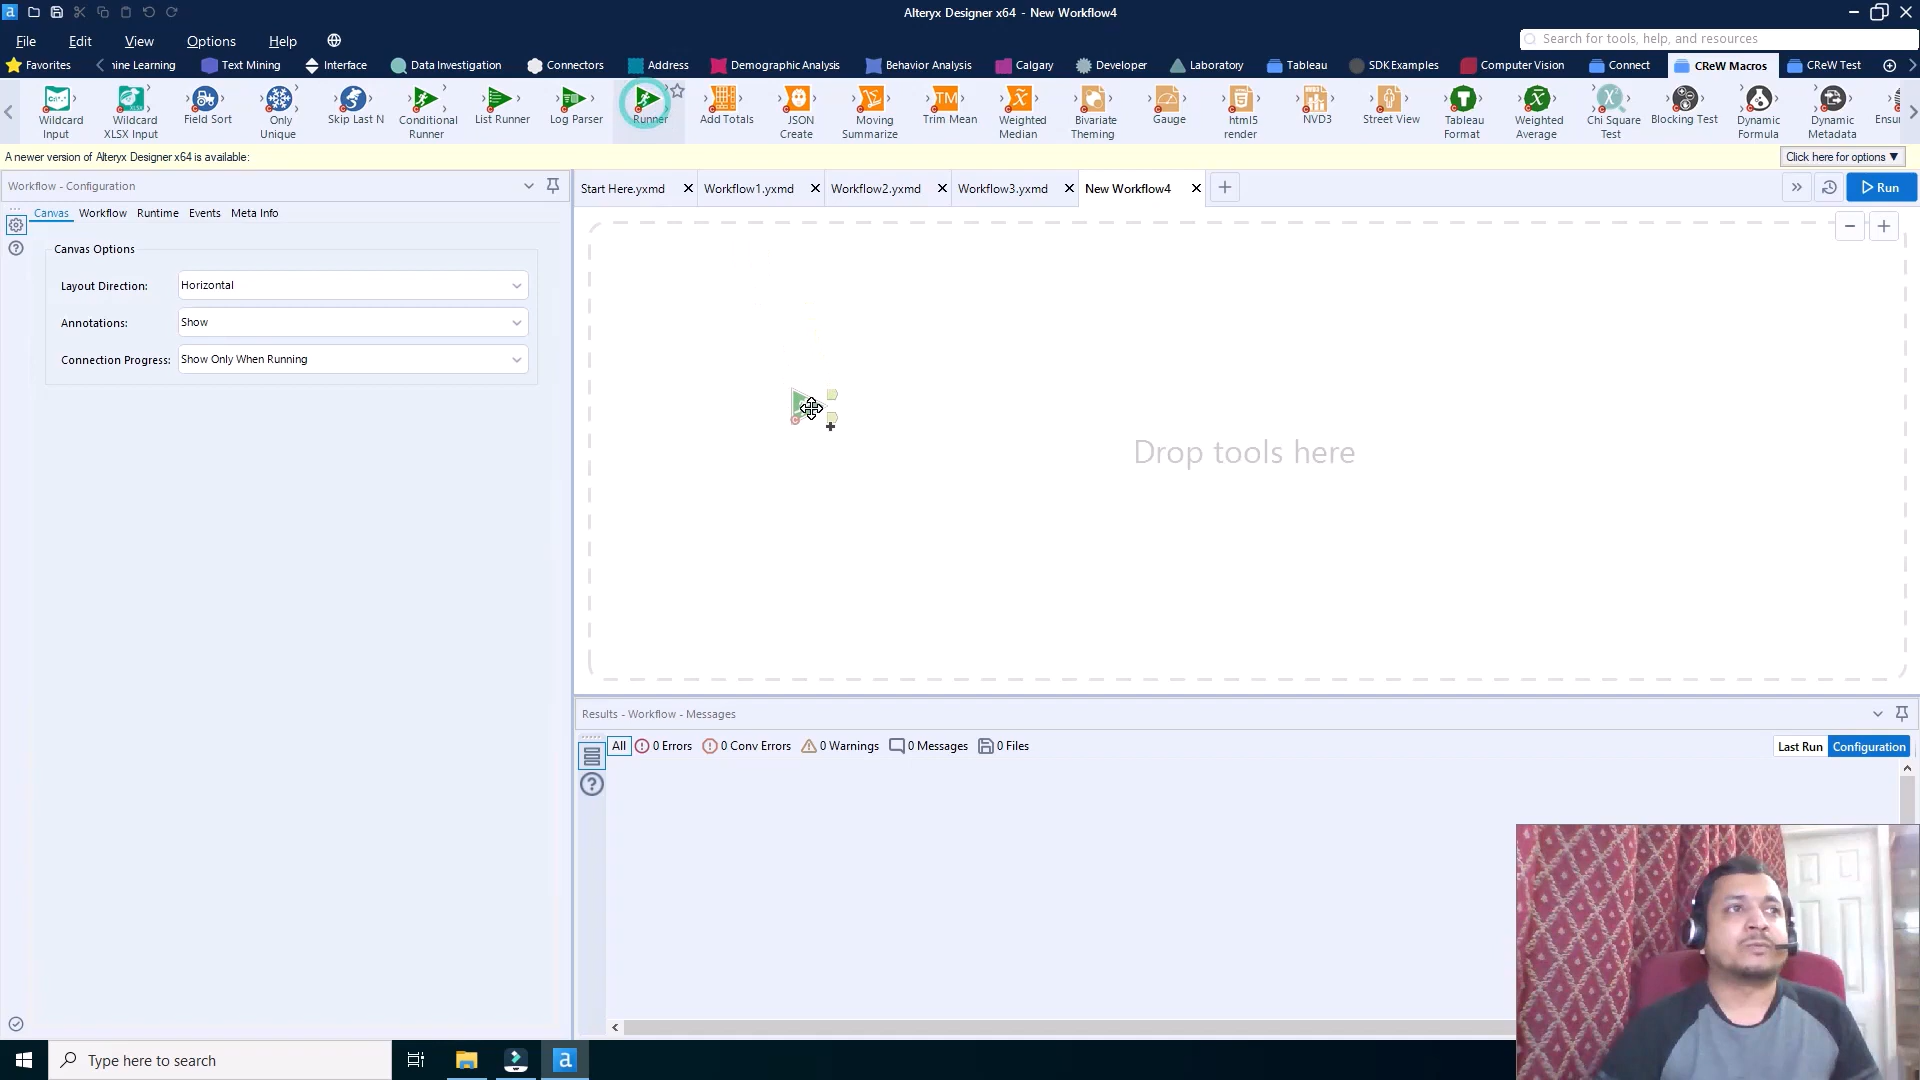 Alteryx Designer x64 - New Workflow4
File Edit View Options Help
Search for tools, help, and resources
Favorites
hine Learning
Text Mining
Interface
Data Investigation
Connectors
Address
Demographic Analysis
Behavior Analysis
Calgary
Developer
Laboratory
Tableau
SDK Examples
Computer Vision
Connect
CReW Macros
CReW Test
Wildcard
Input
Wildcard
XLSX Input
Field Sort
Only
Unique
Skip Last N
Conditional
Runner
List Runner
Log Parser
Runner
Add Totals
JSON
Create
Moving
Summarize
TM
Trim Mean
Weighted
Median
Bivariate
Theming
Gauge
html5
render
NVD3
Street View
Tableau
Format
Weighted
Average
Chi Square
Test
Blocking Test
Dynamic
Formula
Dynamic
Metadata
Ensu
A newer version of Alteryx Designer x64 is available:
Click here for options ▼
Workflow - Configuration
Start Here.yxmd
Workflow1.yxmd
Workflow2.yxmd
Workflow3.yxmd
New Workflow4
Run
Canvas Workflow Runtime Events Meta Info
Canvas Options
Layout Direction: Horizontal
Annotations: Show
Connection Progress: Show Only When Running
Drop tools here
Results - Workflow - Messages
All 0 Errors 0 Conv Errors 0 Warnings 0 Messages 0 Files
Last Run Configuration
Type here to search